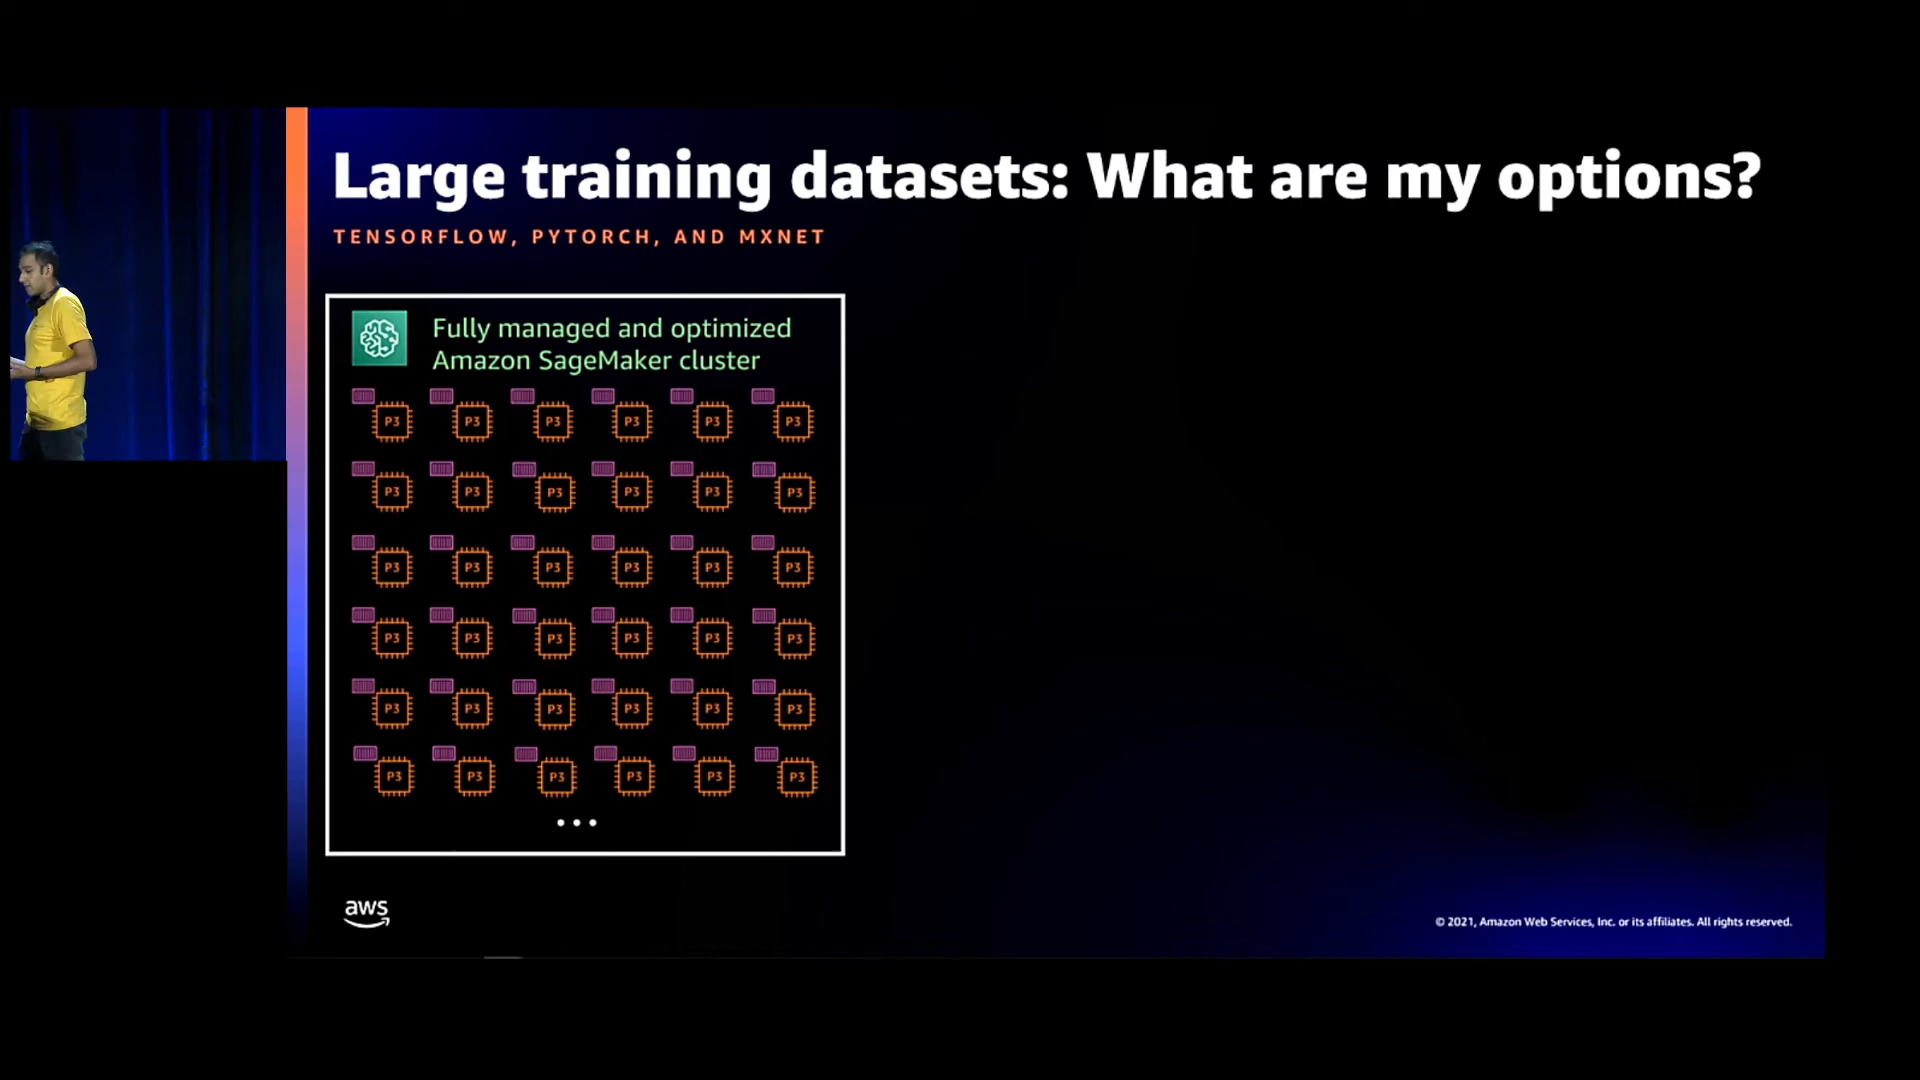 Large training datasets: What are my options?
TENSORFLOW, PYTORCH, AND MXNET
Fully managed and optimized
Amazon SageMaker cluster
P3 P3 P3 P3 P3 P3
P3 P3 P3 P3 P3 P3
P3 P3 P3 P3 P3 P3
P3 P3 P3 P3 P3 P3
P3 P3 P3 P3 P3 P3
P3 P3 P3 P3 P3 P3
...
aws
© 2021, Amazon Web Services, Inc. or its affiliates. All rights reserved.